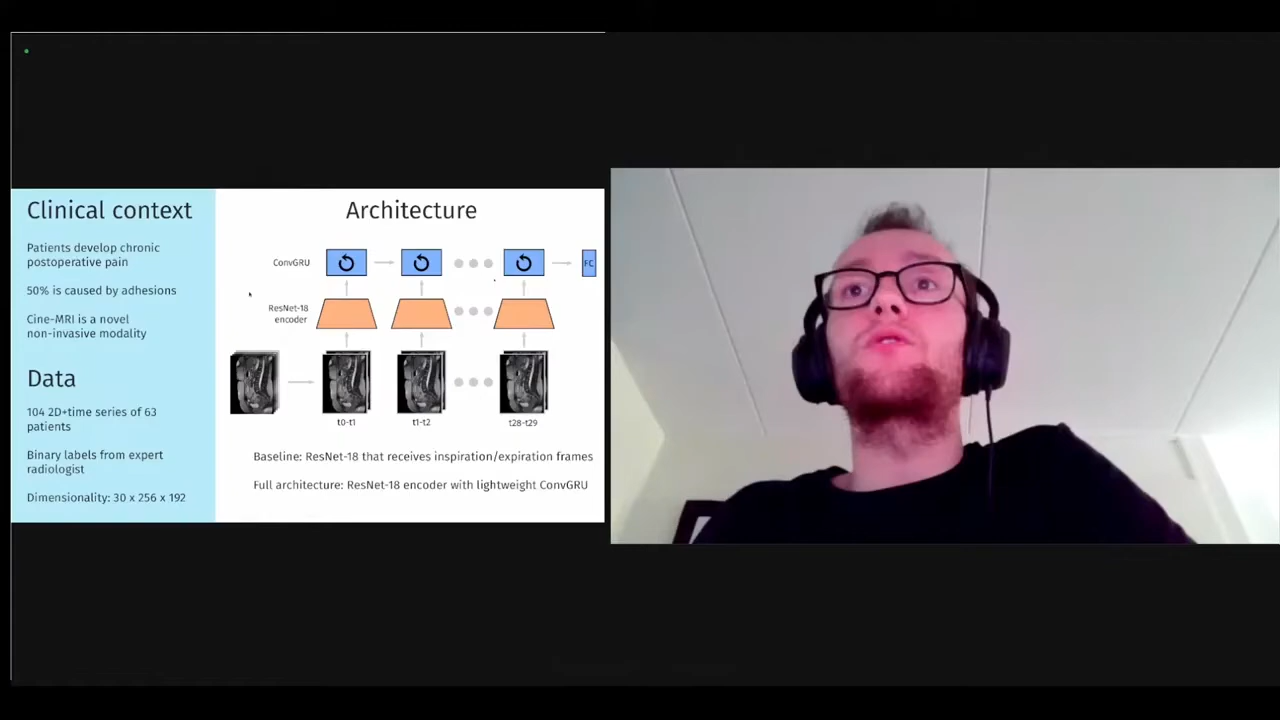 Clinical context
Patients develop chronic
postoperative pain
50% is caused by adhesions
Cine-MRI is a novel
non-invasive modality
Data
104 2D+time series of 63
patients
Binary labels from expert
radiologist
Dimensionality: 30 x 256 x 192
Architecture
ConvGRU
FC
ResNet-18
encoder
t0-t1
t1-t2
t28-t29
Baseline: ResNet-18 that receives inspiration/expiration frames
Full architecture: ResNet-18 encoder with lightweight ConvGRU